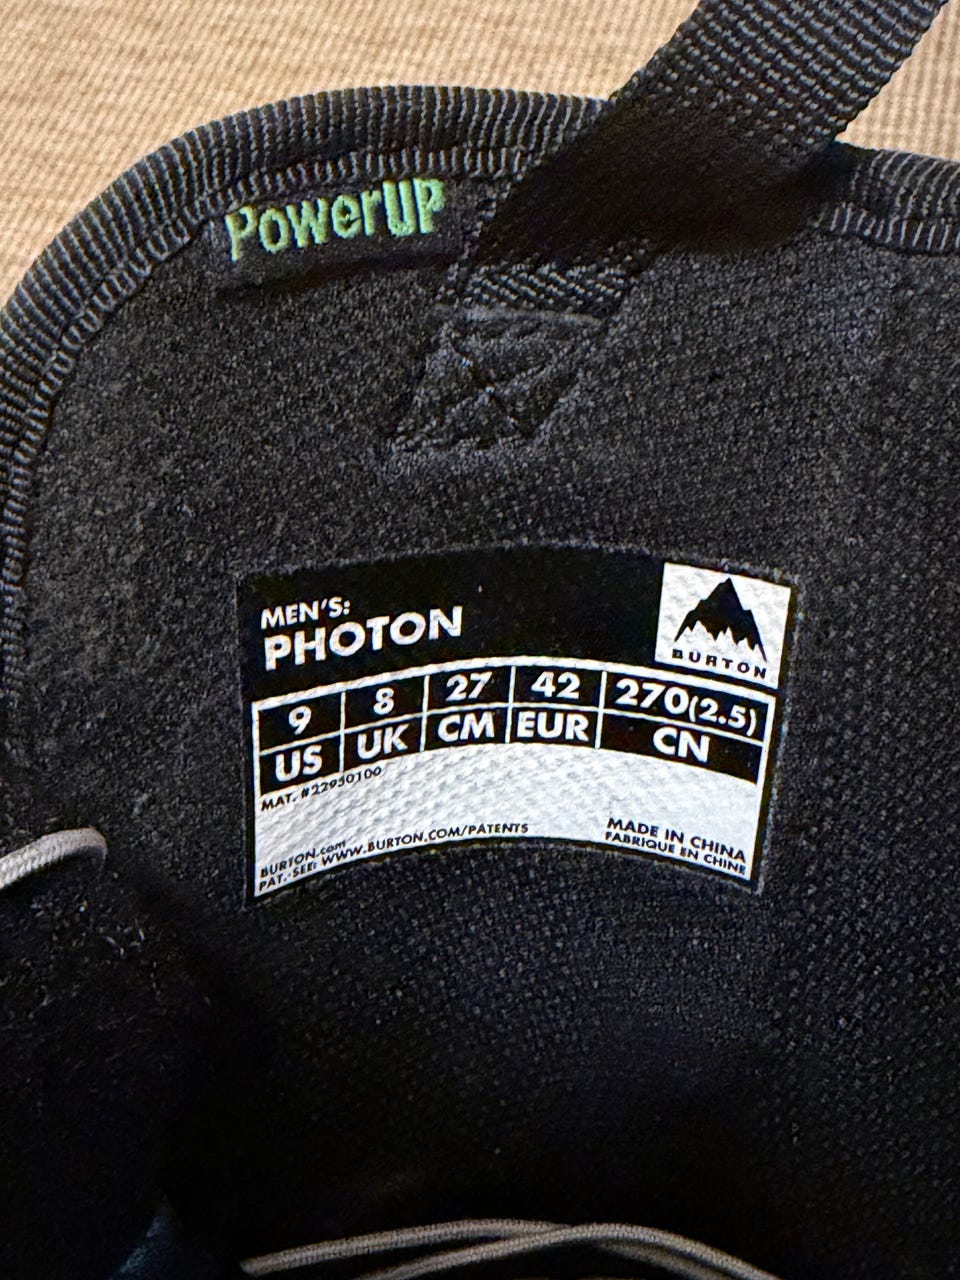 PowerUP
MEN'S:
PHOTON
BURTON
9 8 27 42 270(2.5)
US UK CM EUR CN
MAT. #22950100
BURTON.com
PAT.-SEE: WWW.BURTON.COM/PATENTS
MADE IN CHINA
FABRIQUE EN CHINE